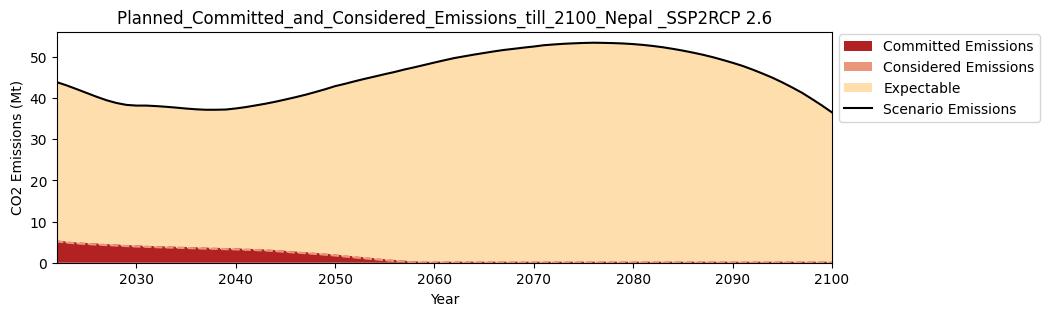 Planned_Committed_and_Considered_Emissions_till_2100_Nepal _SSP2RCP 2.6
CO2 Emissions (Mt)
50
40
30
20
10
0
2030 2040 2050 2060 2070 2080 2090 2100
Year
Committed Emissions
Considered Emissions
Expectable
Scenario Emissions